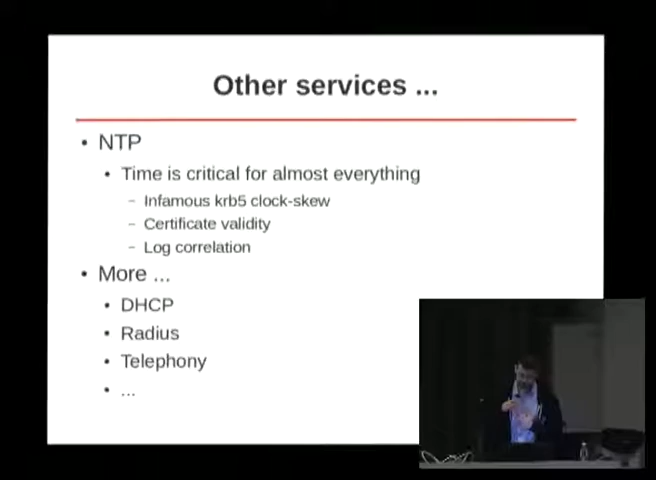 Other services ...
• NTP
• Time is critical for almost everything
– Infamous krb5 clock-skew
– Certificate validity
– Log correlation
• More ...
• DHCP
• Radius
• Telephony
• ...